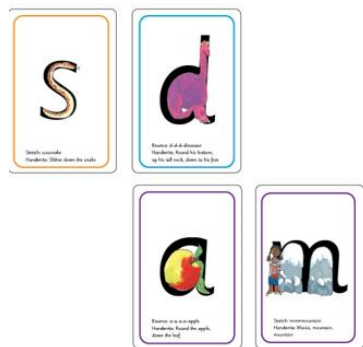 s
Stretch: sssssnake
Handwrite: Slither down the snake
d
Bounce: d-d-d-dinosaur
Handwrite: Round his bottom,
up his tall neck, down to his feet
a
Bounce: a-a-a-a-apple
Handwrite: Round the apple,
down the leaf
m
Stretch: mmmmountain
Handwrite: Maisie, mountain,
mountain